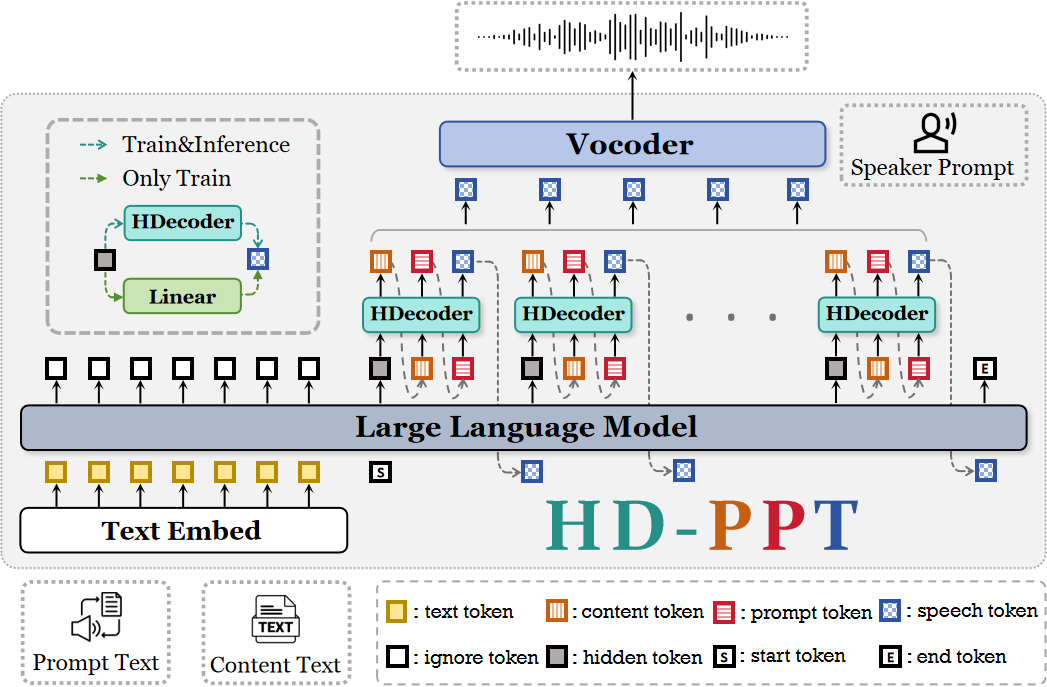 Vocoder
Speaker Prompt
Train&Inference
Only Train
HDecoder
Linear
HDecoder
HDecoder
HDecoder
E
Large Language Model
S
Text Embed
HD-PPT
Prompt Text
TEXT
Content Text
: text token
: content token
: prompt token
: speech token
: ignore token
: hidden token
S : start token
E : end token